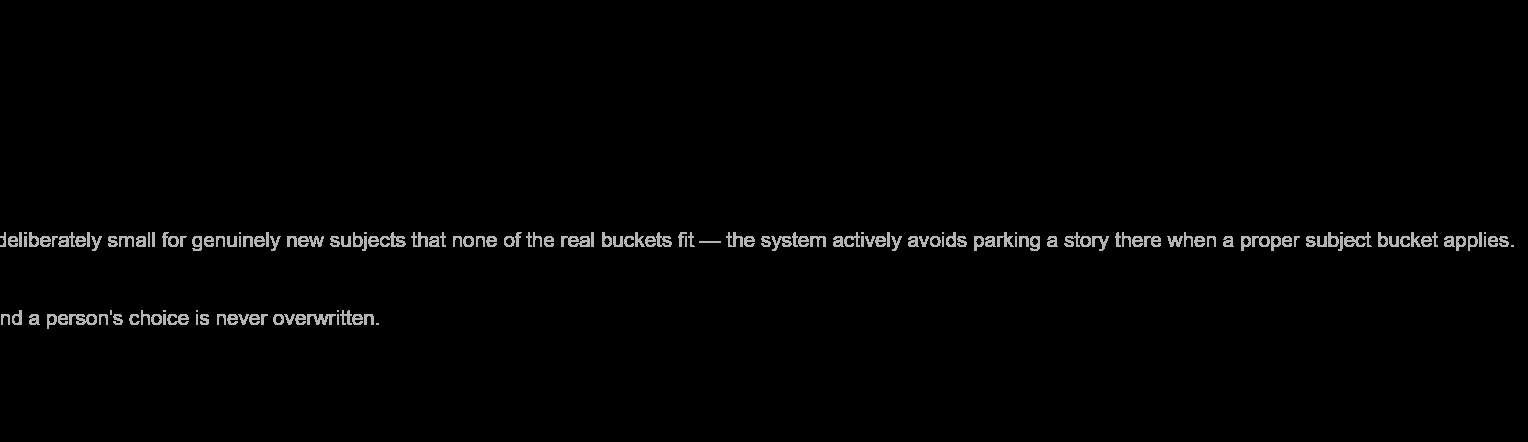 deliberately small for genuinely new subjects that none of the real buckets fit — the system actively avoids parking a story there when a proper subject bucket applies.
nd a person's choice is never overwritten.